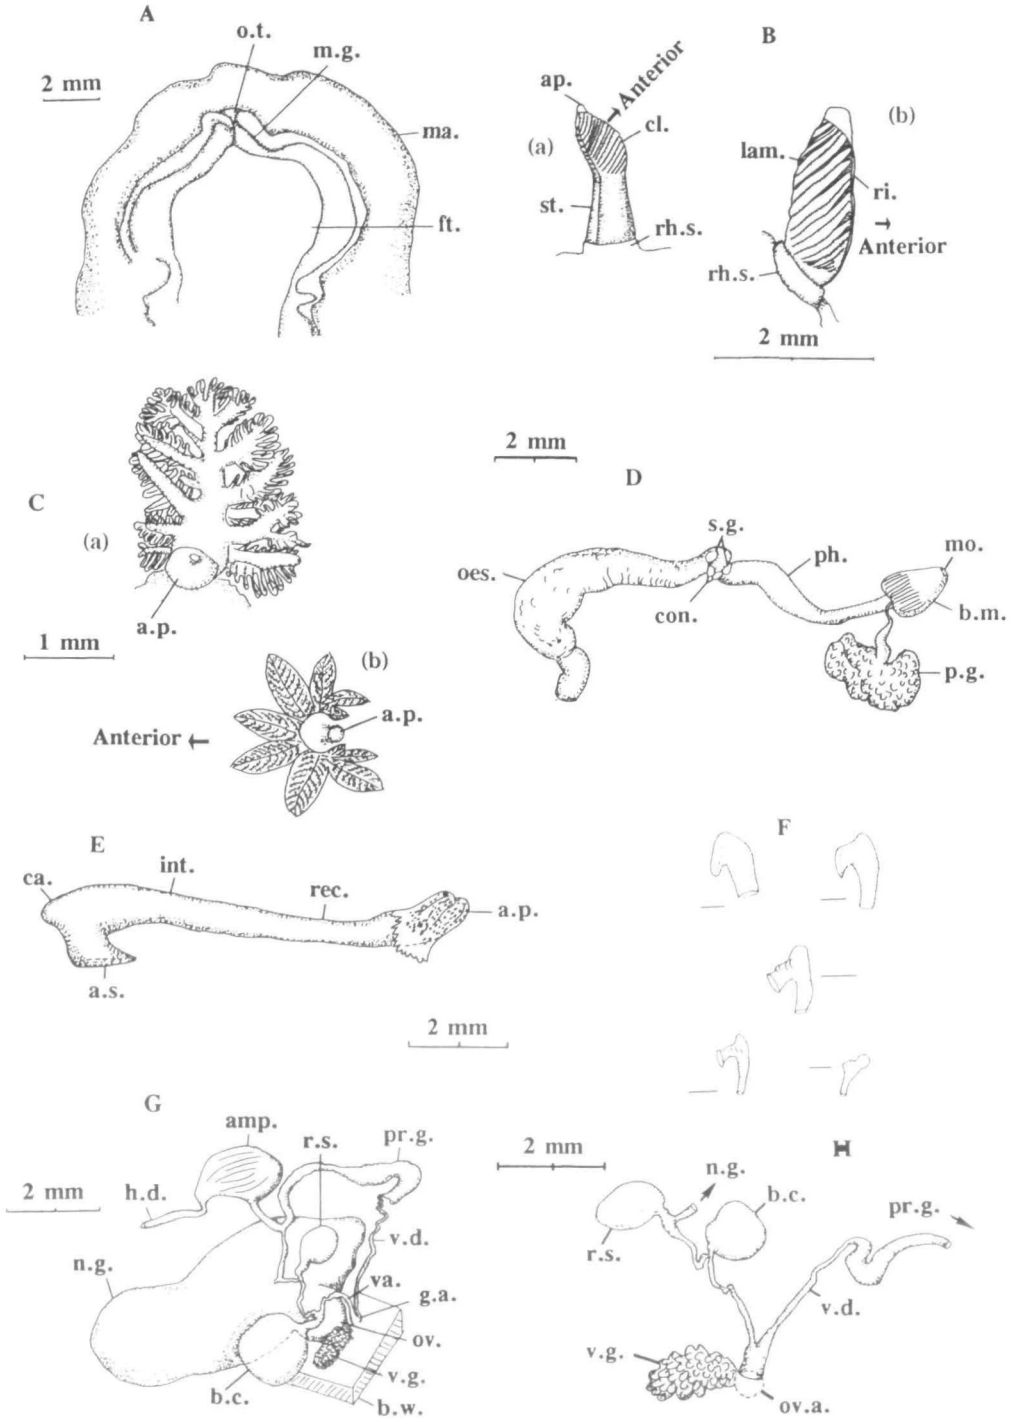 A
o.t.
m.g.
2 mm
ma.
ft.
B
ap.
Anterior
(a)
cl.
st.
rh.s.
(b)
lam.
ri.
Anterior
rh.s.
2 mm
C
(a)
a.p.
1 mm
(b)
a.p.
Anterior
2 mm
D
s.g.
ph.
mo.
oes.
con.
b.m.
p.g.
E
int.
ca.
rec.
a.p.
a.s.
2 mm
F
G
amp.
r.s.
pr.g.
2 mm
h.d.
v.d.
n.g.
va.
g.a.
ov.
v.g.
b.c.
b.w.
2 mm
H
n.g.
b.c.
pr.g.
r.s.
v.d.
v.g.
ov.a.